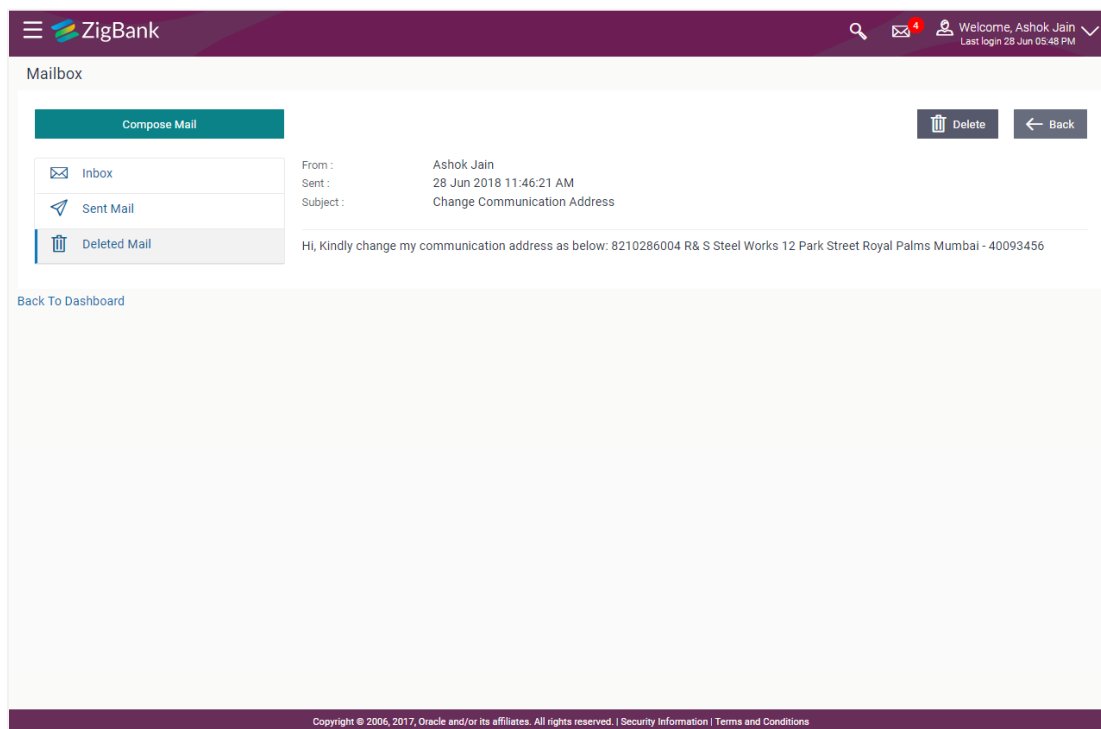 ZigBank
4
Welcome, Ashok Jain
Last login 28 Jun 05:48 PM
Mailbox
Compose Mail
Delete
Back
Inbox
Sent Mail
Deleted Mail
From : Ashok Jain
Sent : 28 Jun 2018 11:46:21 AM
Subject : Change Communication Address
Hi, Kindly change my communication address as below: 8210286004 R& S Steel Works 12 Park Street Royal Palms Mumbai - 40093456
Back To Dashboard
Copyright © 2006, 2017, Oracle and/or its affiliates. All rights reserved. | Security Information | Terms and Conditions